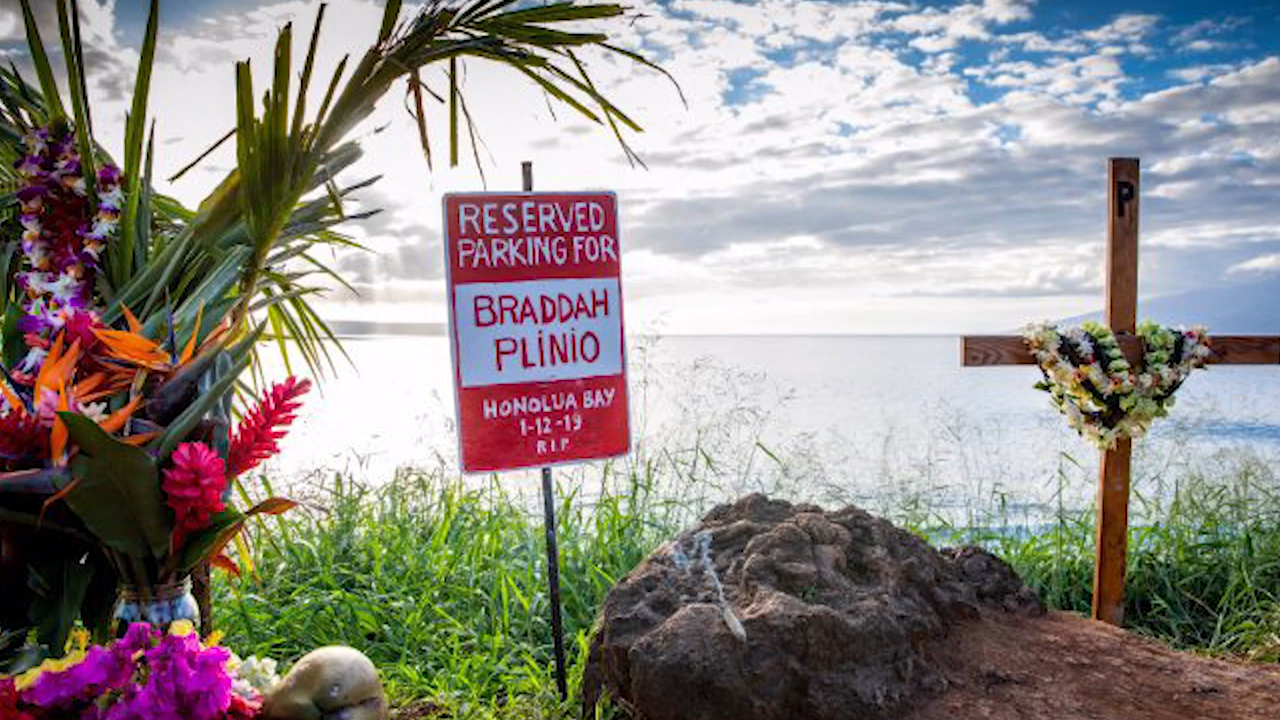 RESERVED
PARKING FOR
BRADDAH
PLINIO
HONOLUA BAY
1-12-19
RIP
P